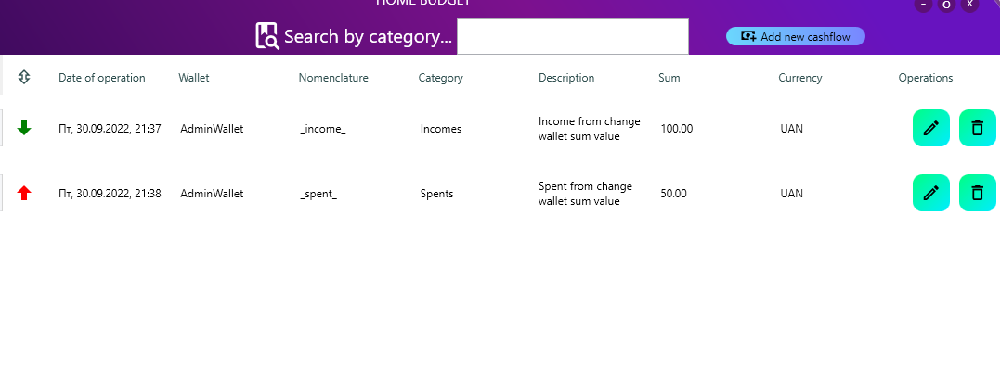 HOME BUDGET
- o x
Search by category...
Add new cashflow
Date of operation Wallet Nomenclature Category Description Sum Currency Operations
Пт, 30.09.2022, 21:37 AdminWallet _income_ Incomes Income from change wallet sum value 100.00 UAN
Пт, 30.09.2022, 21:38 AdminWallet _spent_ Spents Spent from change wallet sum value 50.00 UAN